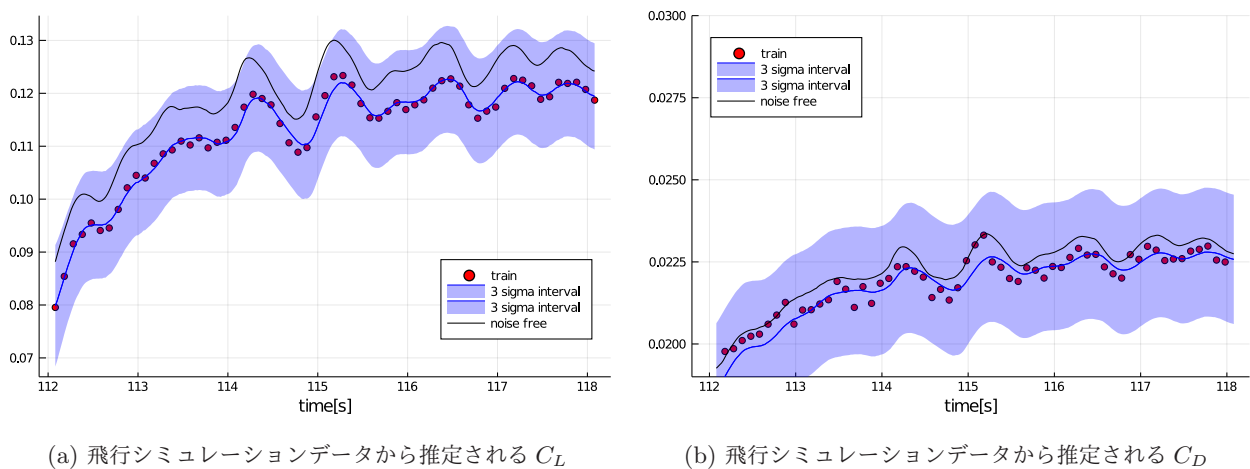 0.13
0.12
0.11
0.10
0.09
0.08
0.07
112 113 114 115 116 117 118
time[s]
train
3 sigma interval
3 sigma interval
noise free
(a) 飛行シミュレーションデータから推定される C_L
0.0300
0.0275
0.0250
0.0225
0.0200
112 113 114 115 116 117 118
time[s]
train
3 sigma interval
3 sigma interval
noise free
(b) 飛行シミュレーションデータから推定される C_D